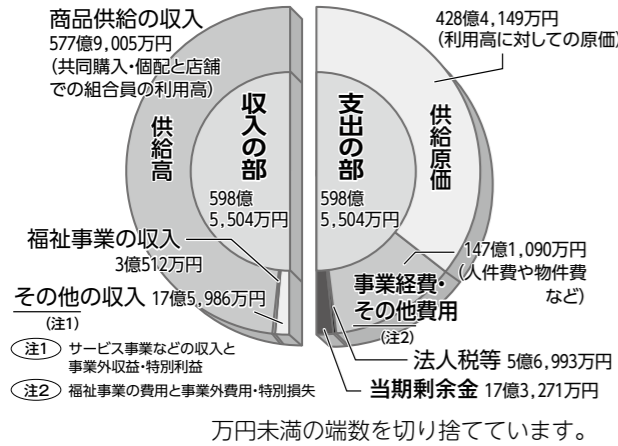 商品供給の収入
577億9,005万円
(共同購入・個配と店舗
での組合員の利用高)
供給高
収入の部
598億
5,504万円
福祉事業の収入
3億512万円
その他の収入 17億5,986万円
(注1)
注1 サービス事業などの収入と
事業外収益・特別利益
注2 福祉事業の費用と事業外費用・特別損失
428億4,149万円
(利用高に対しての原価)
供給原価
支出の部
598億
5,504万円
147億1,090万円
(人件費や物件費
など)
事業経費・
その他費用
(注2)
法人税等 5億6,993万円
当期剰余金 17億3,271万円
万円未満の端数を切り捨てています。